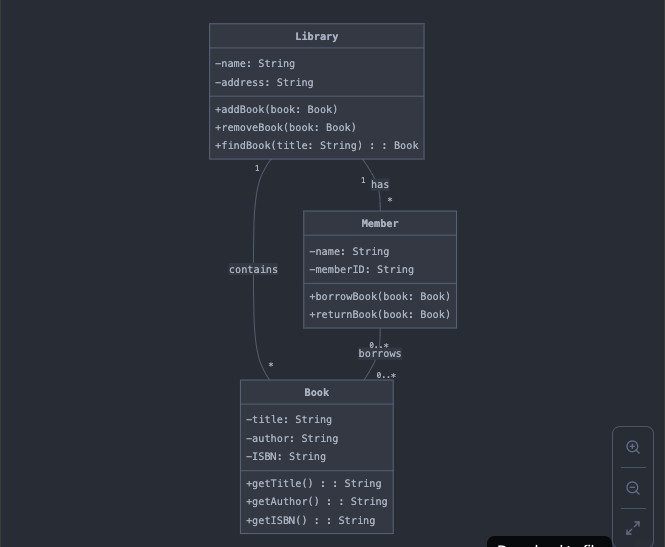 Library
-name: String
-address: String
+addBook(book: Book)
+removeBook(book: Book)
+findBook(title: String) : : Book
1
1
has
*
Member
-name: String
-memberID: String
+borrowBook(book: Book)
+returnBook(book: Book)
contains
0..*
borrows
*
0..*
Book
-title: String
-author: String
-ISBN: String
+getTitle() : : String
+getAuthor() : : String
+getISBN() : : String